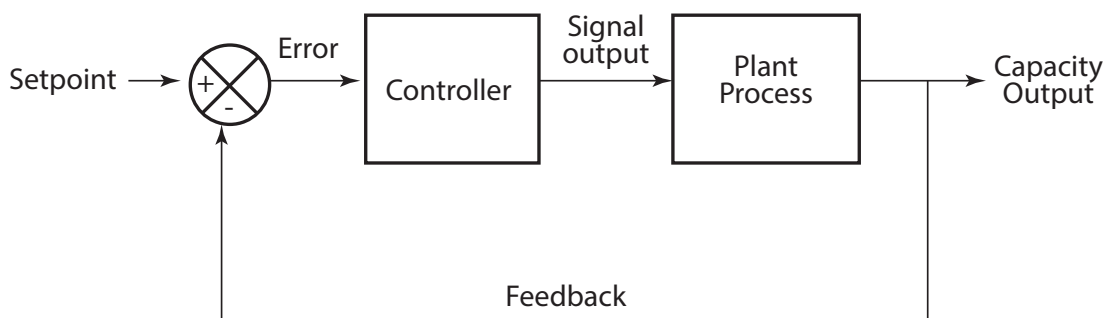 Setpoint
+
-
Error
Controller
Signal
output
Plant
Process
Capacity
Output
Feedback